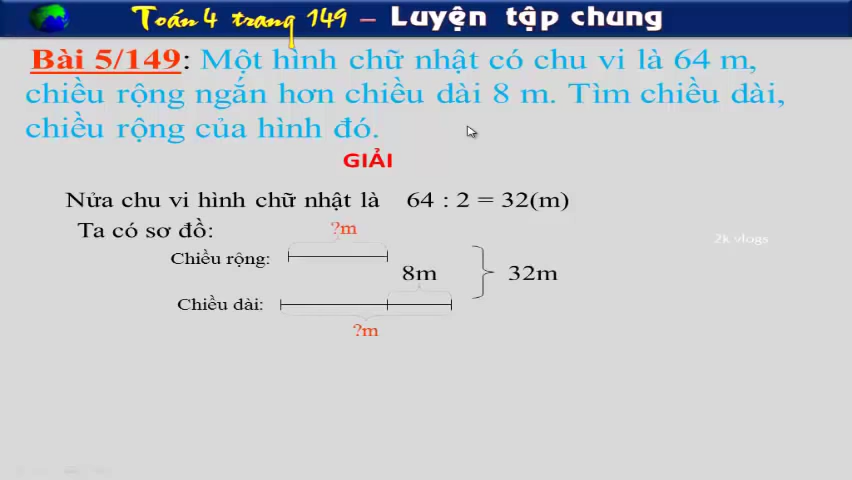 Toán 4 trang 149 – Luyện tập chung
Bài 5/149: Một hình chữ nhật có chu vi là 64 m,
chiều rộng ngắn hơn chiều dài 8 m. Tìm chiều dài,
chiều rộng của hình đó.
GIẢI
Nửa chu vi hình chữ nhật là 64 : 2 = 32(m)
Ta có sơ đồ:
?m
2k vlogs
Chiều rộng:
8m
32m
Chiều dài:
?m